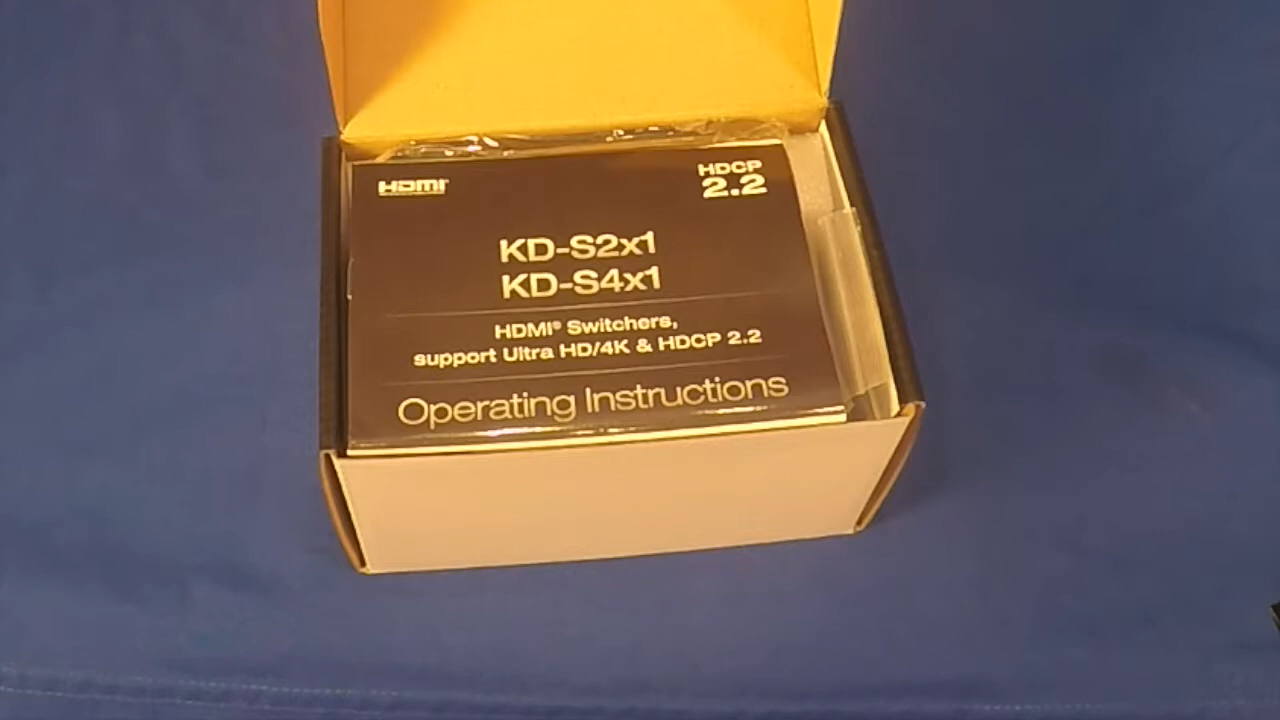 HDMI
HDCP
2.2
KD-S2x1
KD-S4x1
HDMI® Switchers,
support Ultra HD/4K & HDCP 2.2
Operating Instructions